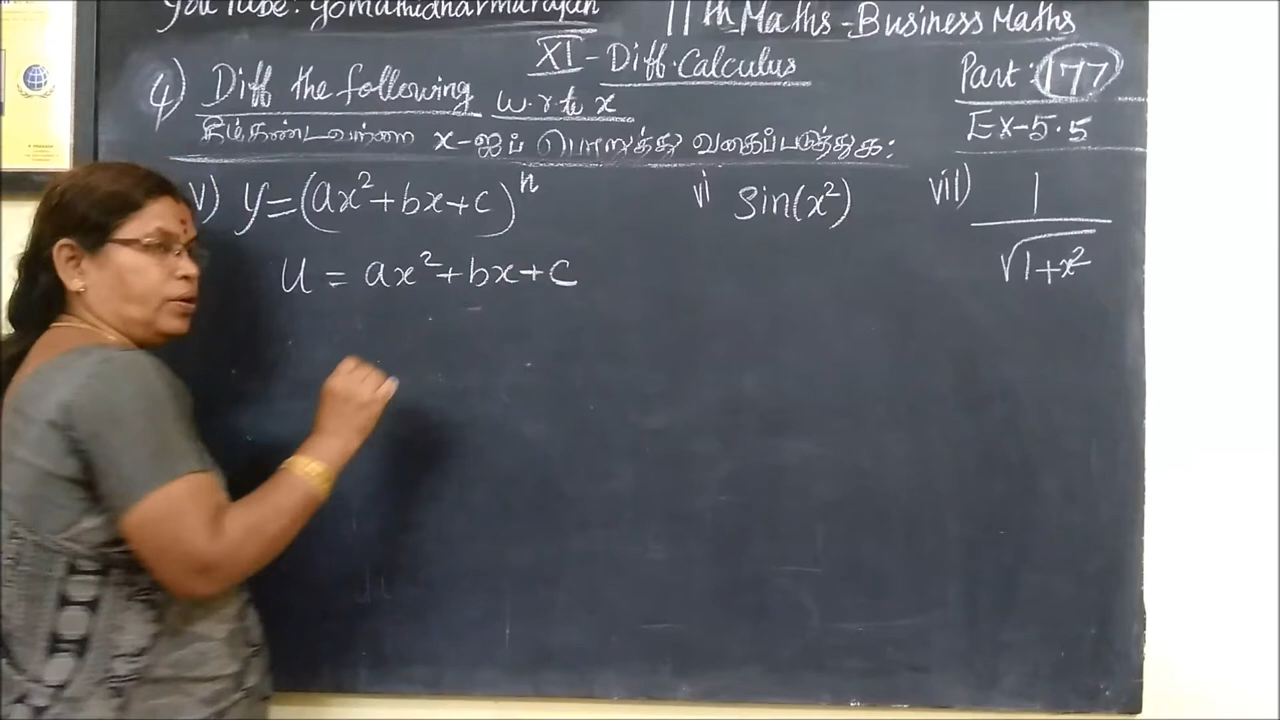 YouTube: gomathidharmarajan
11th Maths - Business Maths
XI - Diff. Calculus
Part: 177
EX-5.5
4) Diff the following w.r.to x
கீழ்கண்டவற்றை x-ஐப் பொறுத்து வகைப்படுத்துக:
v) y=(ax²+bx+c)ⁿ
vi sin(x²)
vii) 1/√1+x²
u = ax²+bx+c